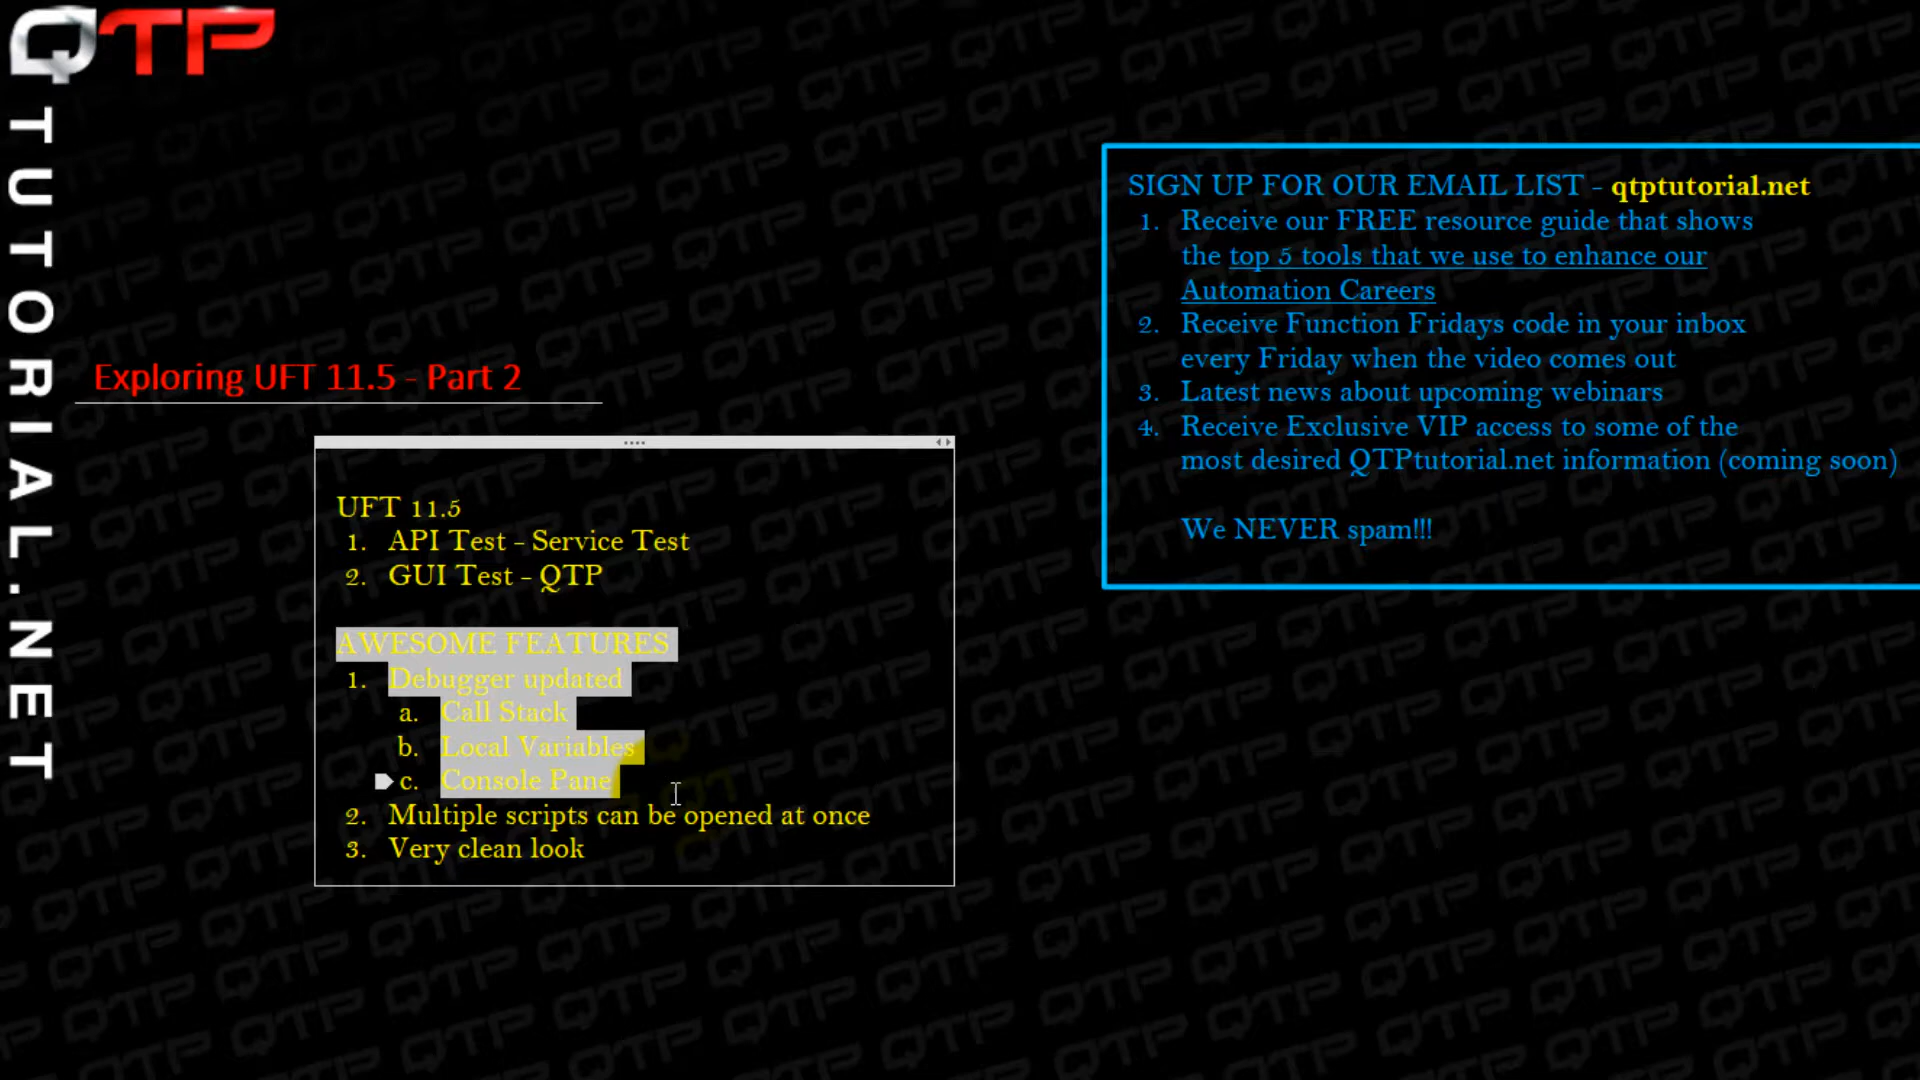 QTP
TUTORIAL.NET
Exploring UFT 11.5 - Part 2
UFT 11.5
1. API Test - Service Test
2. GUI Test - QTP
AWESOME FEATURES
1. Debugger updated
a. Call Stack
b. Local Variables
c. Console Pane
2. Multiple scripts can be opened at once
3. Very clean look
SIGN UP FOR OUR EMAIL LIST - qtptutorial.net
1. Receive our FREE resource guide that shows
the top 5 tools that we use to enhance our
Automation Careers
2. Receive Function Fridays code in your inbox
every Friday when the video comes out
3. Latest news about upcoming webinars
4. Receive Exclusive VIP access to some of the
most desired QTPtutorial.net information (coming soon)
We NEVER spam!!!